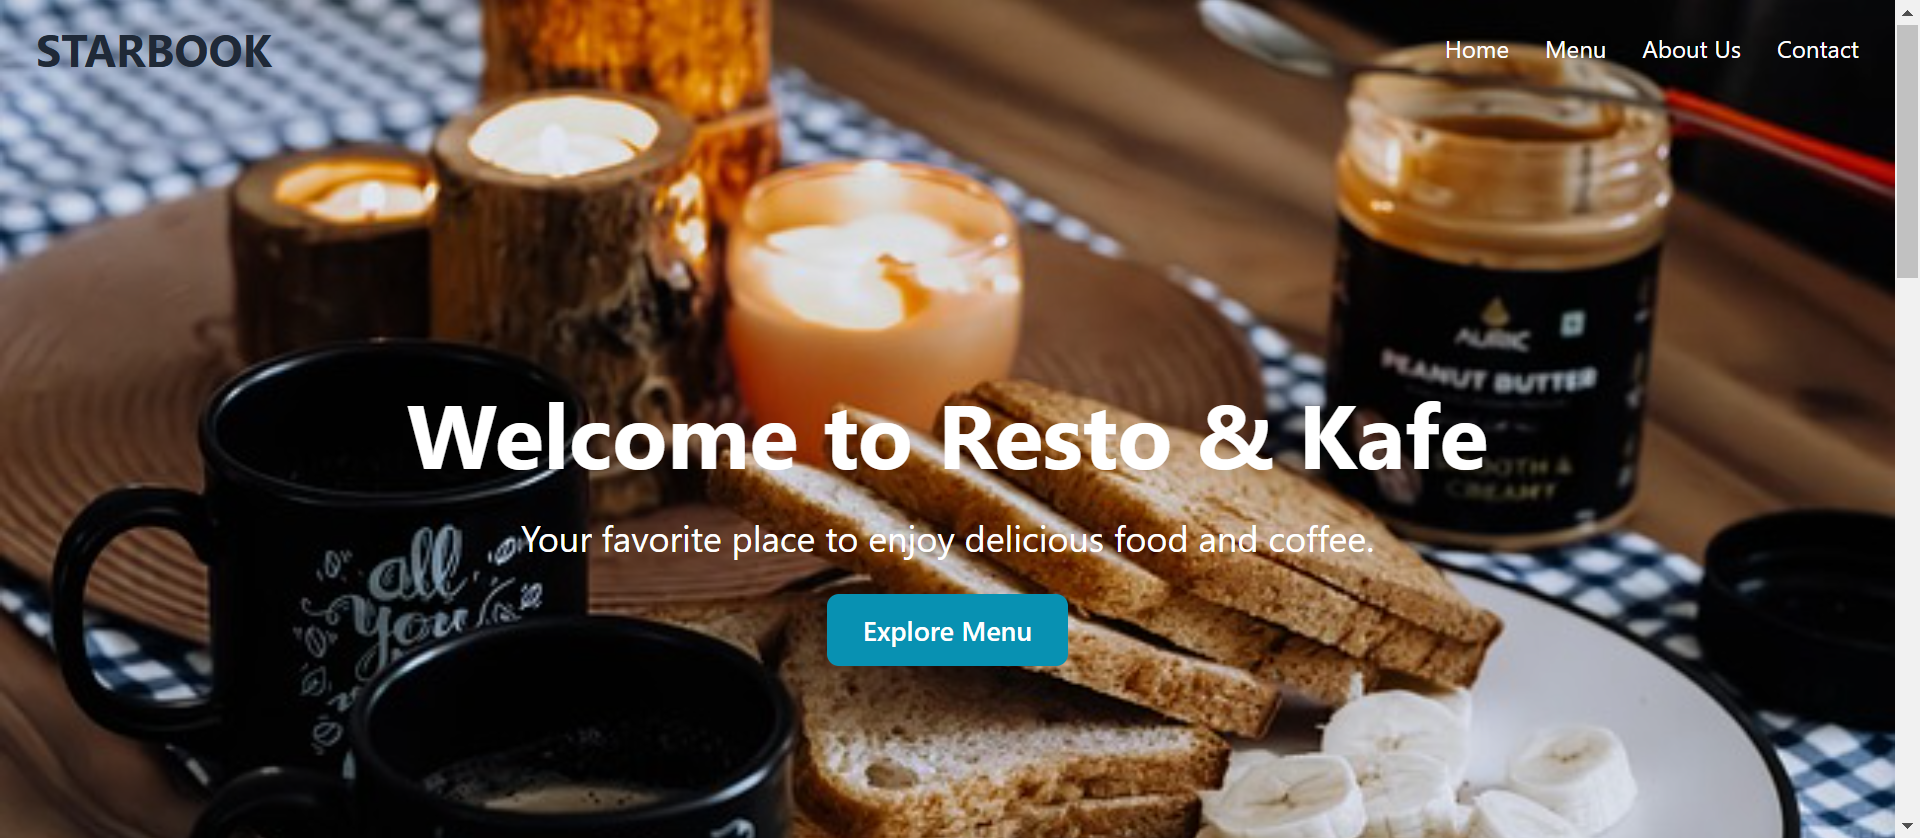 STARBOOK
Home Menu About Us Contact
AURIC
PEANUT BUTTER
CREAMY
Welcome to Resto & Kafe
Your favorite place to enjoy delicious food and coffee.
all
you
Explore Menu